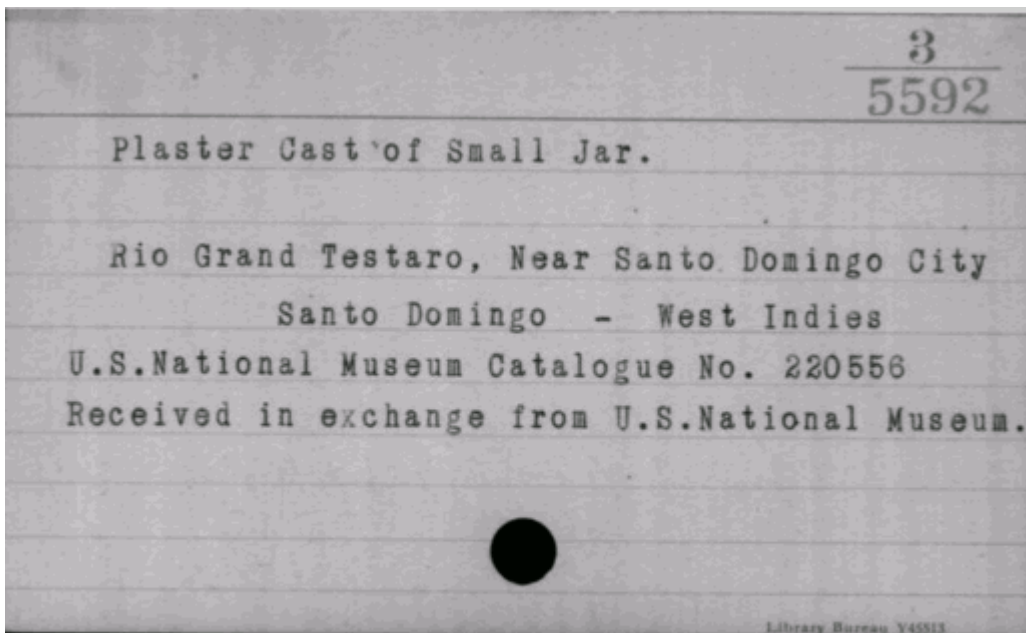 3
5592
Plaster Cast of Small Jar.
Rio Grand Testaro, Near Santo Domingo City
Santo Domingo - West Indies
U.S.National Museum Catalogue No. 220556
Received in exchange from U.S.National Museum.
Library Bureau Y45513